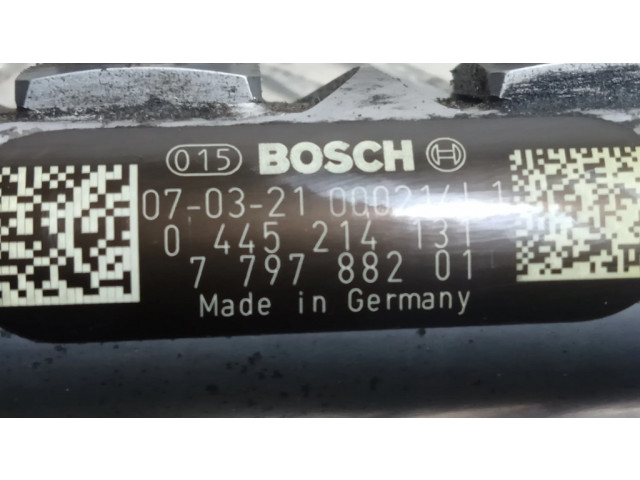 015 BOSCH
07-03-21
0 445 214 131
7 797 882 01
Made in Germany